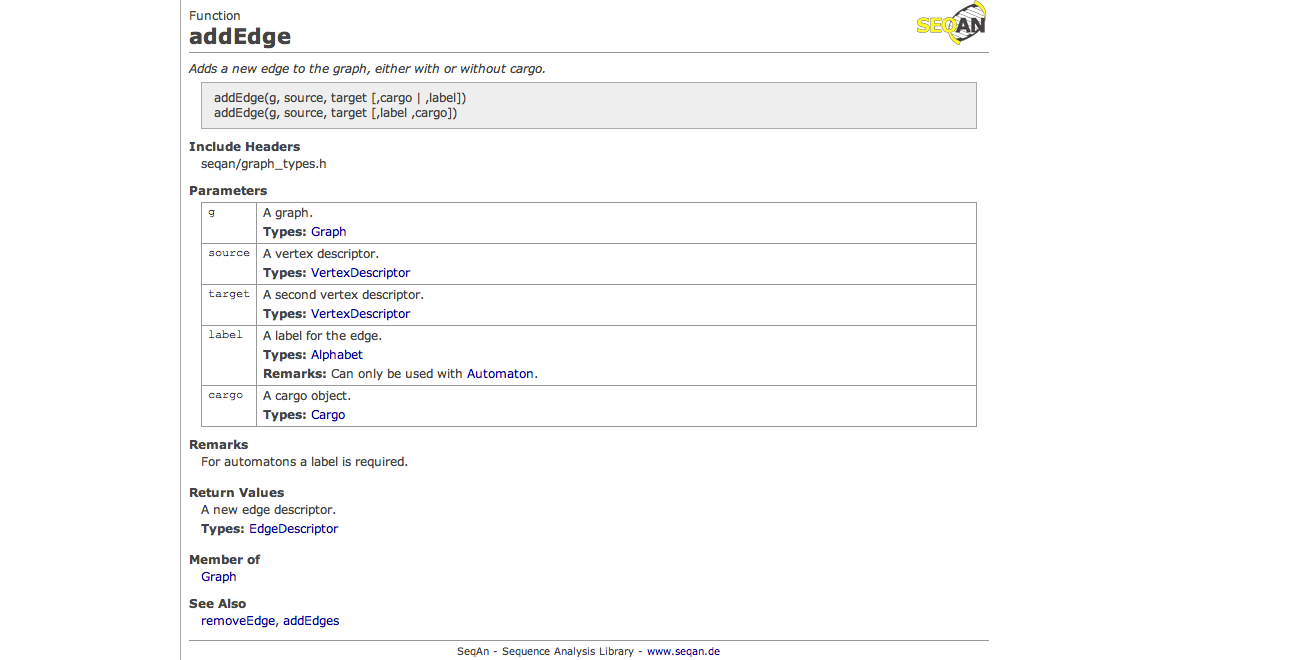 Function
addEdge
SEQAN
Adds a new edge to the graph, either with or without cargo.
addEdge(g, source, target [,cargo | ,label])
addEdge(g, source, target [,label ,cargo])
Include Headers
seqan/graph_types.h
Parameters
g
A graph.
Types: Graph
source
A vertex descriptor.
Types: VertexDescriptor
target
A second vertex descriptor.
Types: VertexDescriptor
label
A label for the edge.
Types: Alphabet
Remarks: Can only be used with Automaton.
cargo
A cargo object.
Types: Cargo
Remarks
For automatons a label is required.
Return Values
A new edge descriptor.
Types: EdgeDescriptor
Member of
Graph
See Also
removeEdge, addEdges
SeqAn - Sequence Analysis Library - www.seqan.de